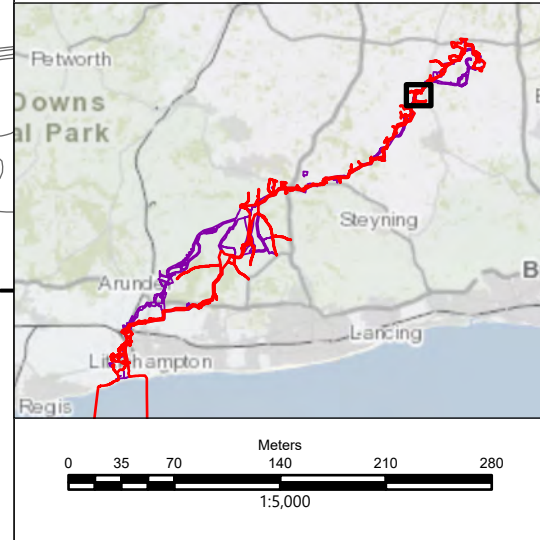 Petworth
Downs
al Park
Steyning
Arundel
B
Lancing
Littlehampton
Regis
Meters
0 35 70 140 210 280
1:5,000